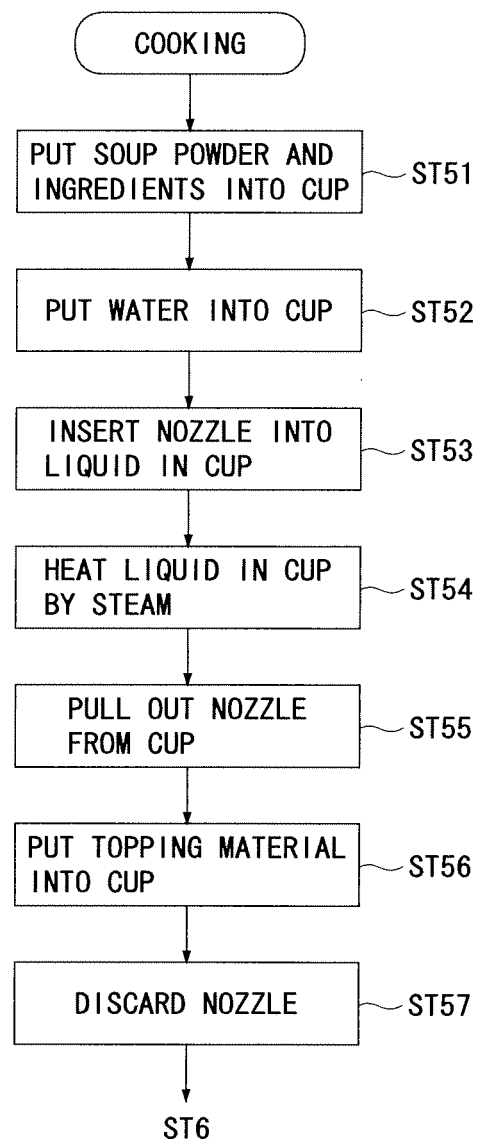 COOKING
PUT SOUP POWDER AND
INGREDIENTS INTO CUP
ST51
PUT WATER INTO CUP
ST52
INSERT NOZZLE INTO
LIQUID IN CUP
ST53
HEAT LIQUID IN CUP
BY STEAM
ST54
PULL OUT NOZZLE
FROM CUP
ST55
PUT TOPPING MATERIAL
INTO CUP
ST56
DISCARD NOZZLE
ST57
ST6